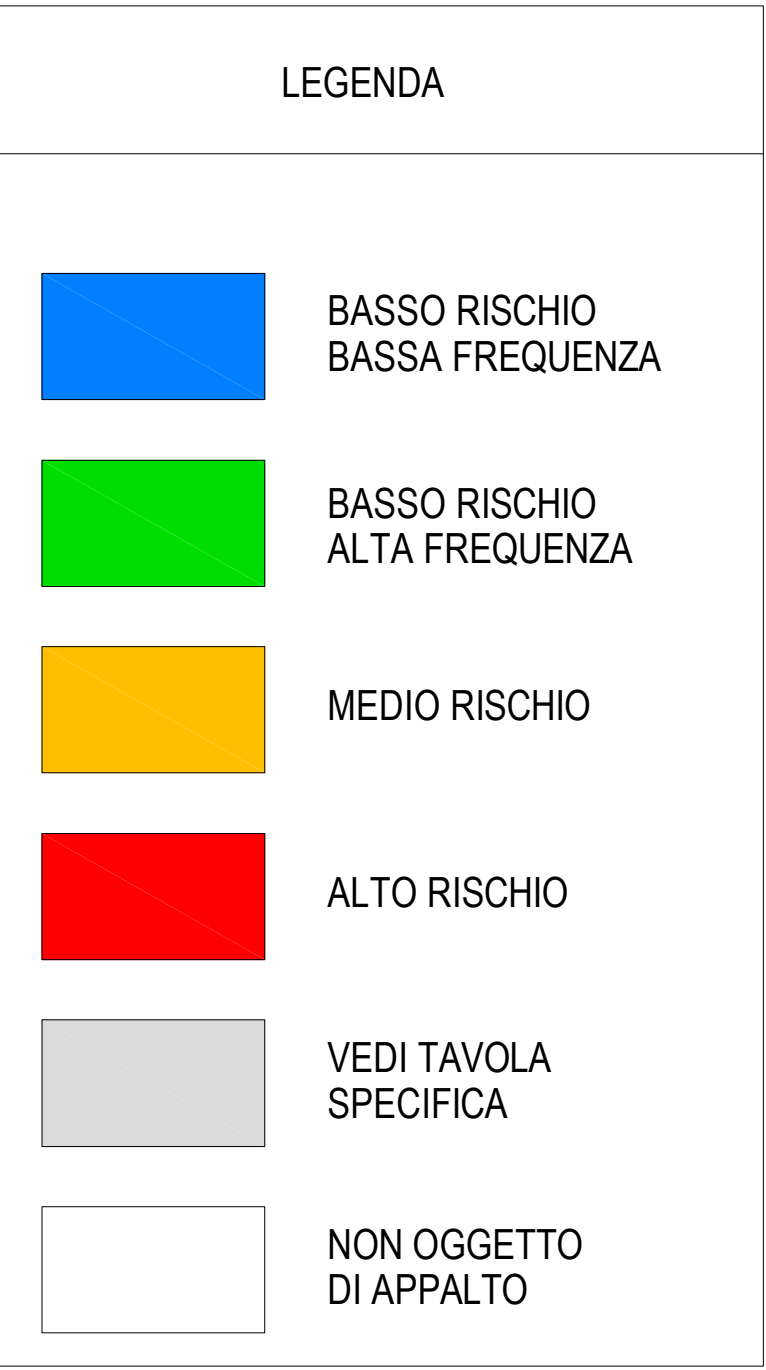 LEGENDA
BASSO RISCHIO
BASSA FREQUENZA
BASSO RISCHIO
ALTA FREQUENZA
MEDIO RISCHIO
ALTO RISCHIO
VEDI TAVOLA
SPECIFICA
NON OGGETTO
DI APPALTO